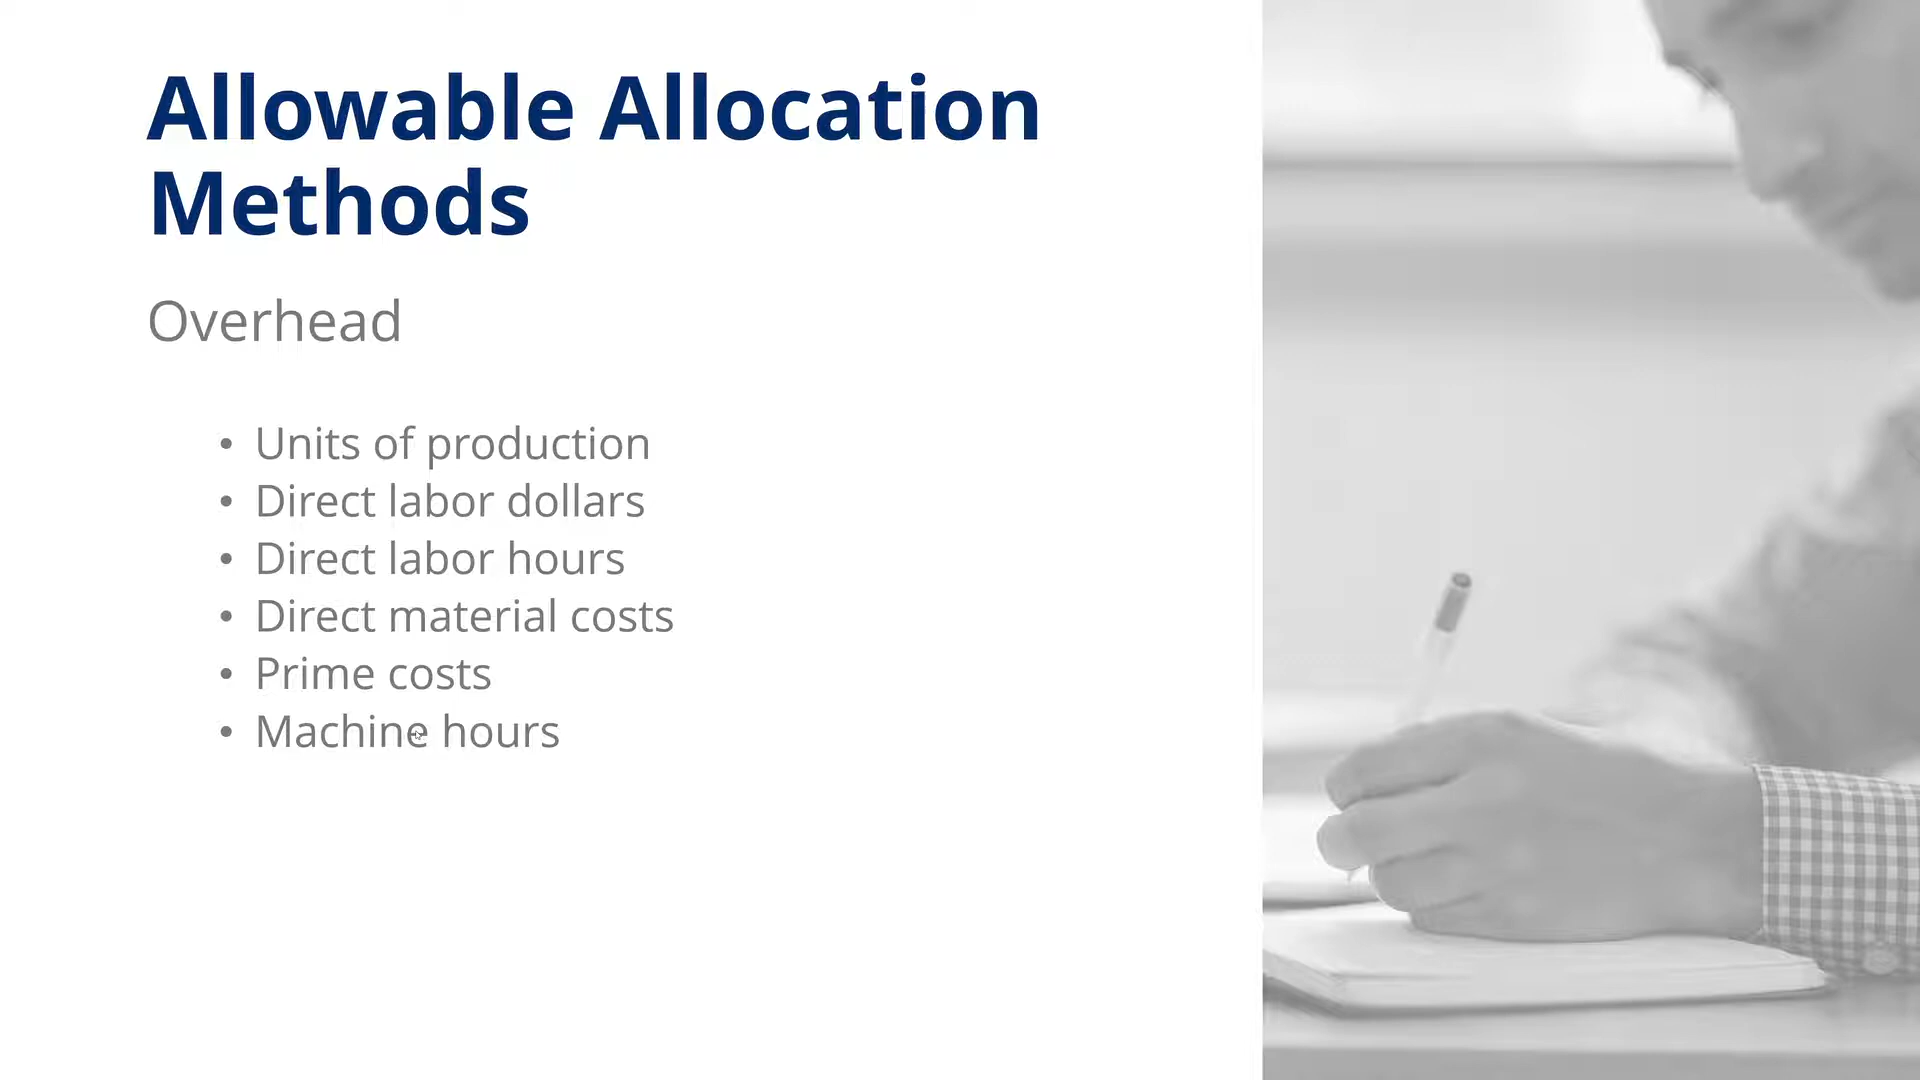 Allowable Allocation
Methods
Overhead
• Units of production
• Direct labor dollars
• Direct labor hours
• Direct material costs
• Prime costs
• Machine hours